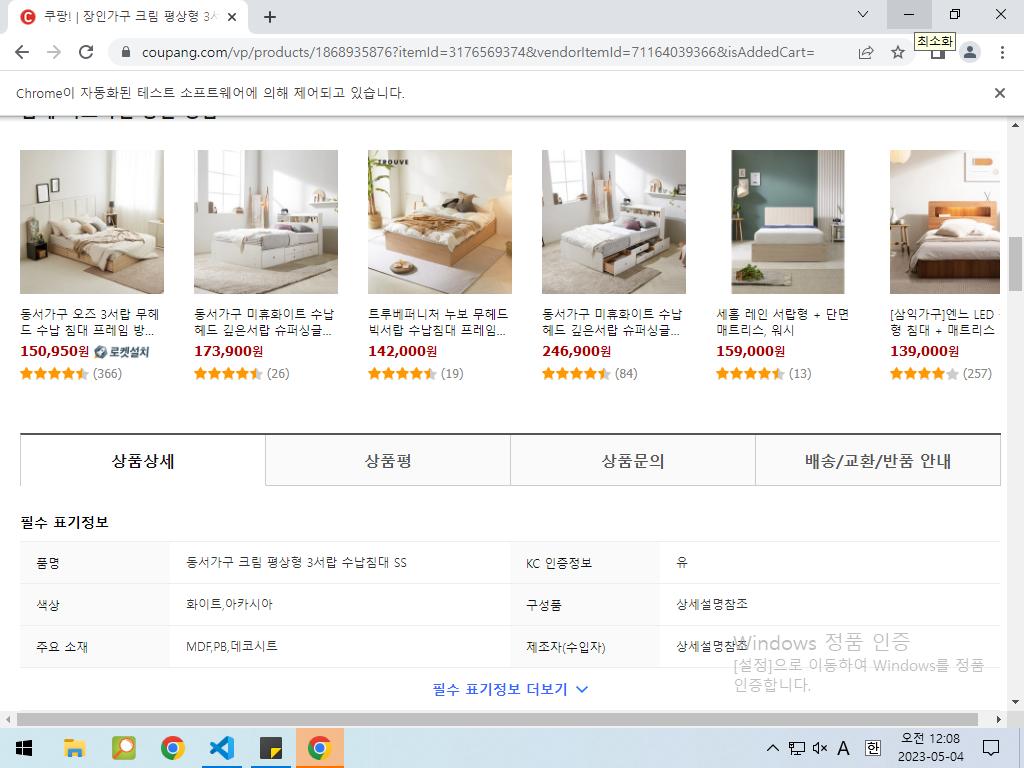 쿠팡! | 장인가구 크림 평상형 3서
최소화
coupang.com/vp/products/1868935876?itemId=3176569374&vendorItemId=71164039366&isAddedCart=
Chrome이 자동화된 테스트 소프트웨어에 의해 제어되고 있습니다.
TROUVE
동서가구 오즈 3서랍 무헤
드 수납 침대 프레임 방...
150,950원 로켓설치
(366)
동서가구 미휴화이트 수납
헤드 깊은서랍 슈퍼싱글...
173,900원
(26)
트루베퍼니처 누보 무헤드
빅서랍 수납침대 프레임...
142,000원
(19)
동서가구 미휴화이트 수납
헤드 깊은서랍 슈퍼싱글...
246,900원
(84)
세홈 레인 서랍형 + 단면
매트리스, 워시
159,000원
(13)
[삼익가구]엔느 LED
형 침대 + 매트리스
139,000원
(257)
상품상세
상품평
상품문의
배송/교환/반품 안내
필수 표기정보
품명 동서가구 크림 평상형 3서랍 수납침대 SS KC 인증정보 유
색상 화이트,아카시아 구성품 상세설명참조
주요 소재 MDF,PB,데코시트 제조자(수입자) 상세설명참조
필수 표기정보 더보기
Windows 정품 인증
[설정]으로 이동하여 Windows를 정품
인증합니다.
A 한
오전 12:08
2023-05-04